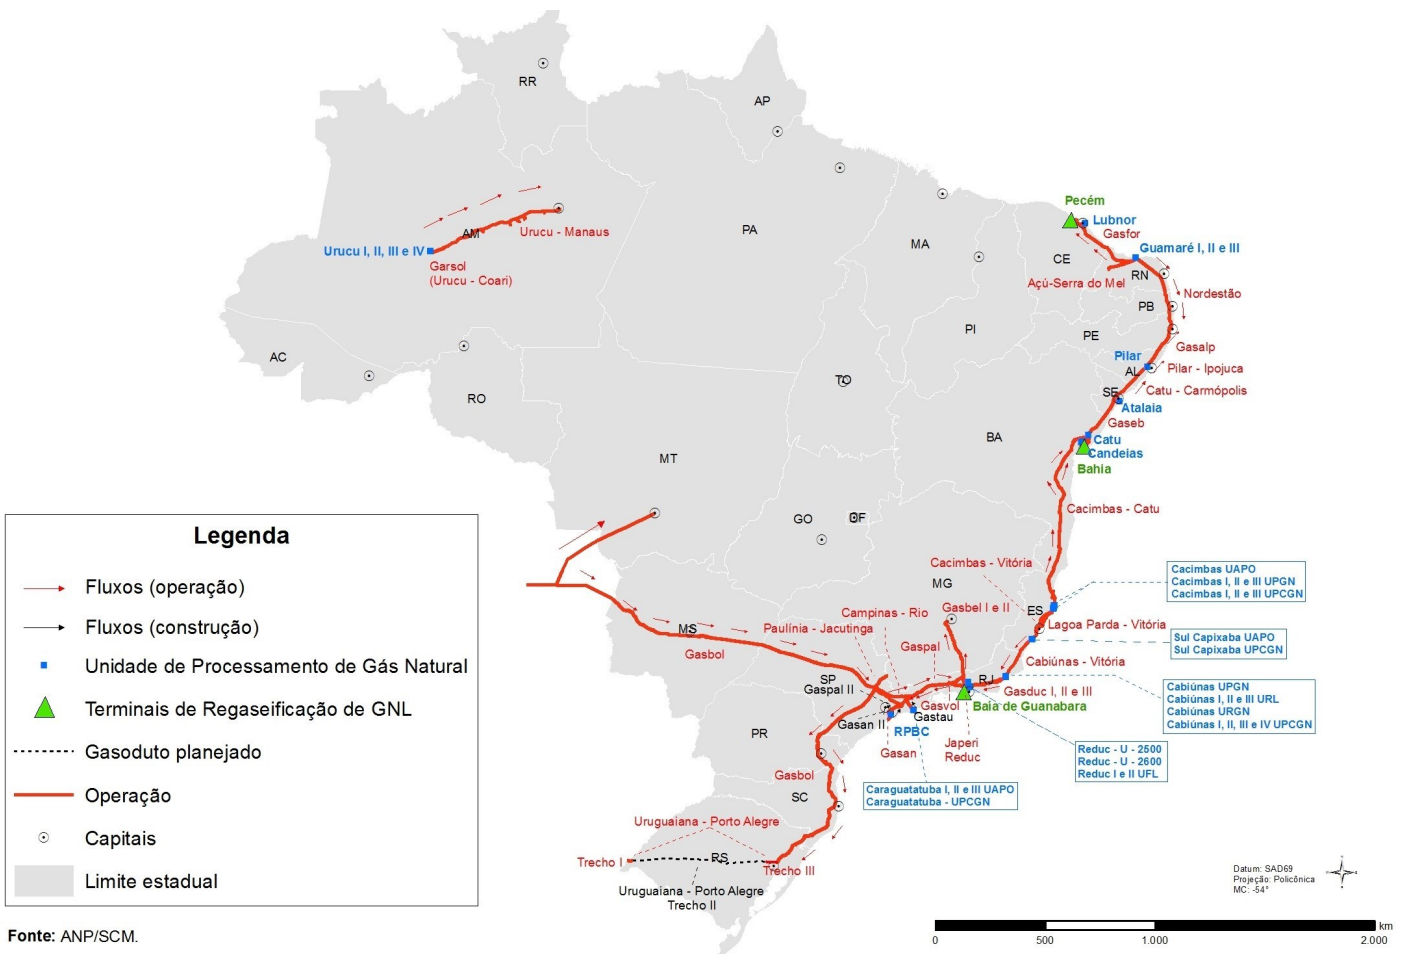 RR
AP
AM
Urucu - Manaus
Urucu I, II, III e IV
Garsol
(Urucu - Coari)
PA
MA
CE
Pecém
Lubnor
Gasfor
Guamaré I, II e III
Açú-Serra do Mel
RN
Nordestão
PB
PI
PE
Gasalp
Pilar
AL
Pilar - Ipojuca
Catu - Carmópolis
SE
Atalaia
Gaseb
AC
RO
TO
BA
Catu
Candeias
Bahia
MT
Cacimbas - Catu
GO
DF
Cacimbas - Vitória
MG
Cacimbas UAPO
Cacimbas I, II e III UPGN
Cacimbas I, II e III UPCGN
Campinas - Rio
Gasbel I e II
ES
Paulínia - Jacutinga
Lagoa Parda - Vitória
MS
Gasbol
Gaspal
Sul Capixaba UAPO
Sul Capixaba UPCGN
Cabiúnas - Vitória
SP
Gaspal II
RJ
Gasduc I, II e III
Gasvol
Baía de Guanabara
Cabiúnas UPGN
Cabiúnas I, II e III URL
Cabiúnas URGN
Cabiúnas I, II, III e IV UPCGN
Gastau
Gasan II
RPBC
PR
Gasan
Japeri
Reduc
Reduc - U - 2500
Reduc - U - 2600
Reduc I e II UFL
Gasbol
SC
Caraguatatuba I, II e III UAPO
Caraguatatuba - UPCGN
Uruguaiana - Porto Alegre
Trecho I
RS
Trecho III
Uruguaiana - Porto Alegre
Trecho II
Legenda
Fluxos (operação)
Fluxos (construção)
Unidade de Processamento de Gás Natural
Terminais de Regaseificação de GNL
Gasoduto planejado
Operação
Capitais
Limite estadual
Fonte: ANP/SCM.
Datum: SAD69
Projeção: Policônica
MC: -54°
km
0 500 1.000 2.000